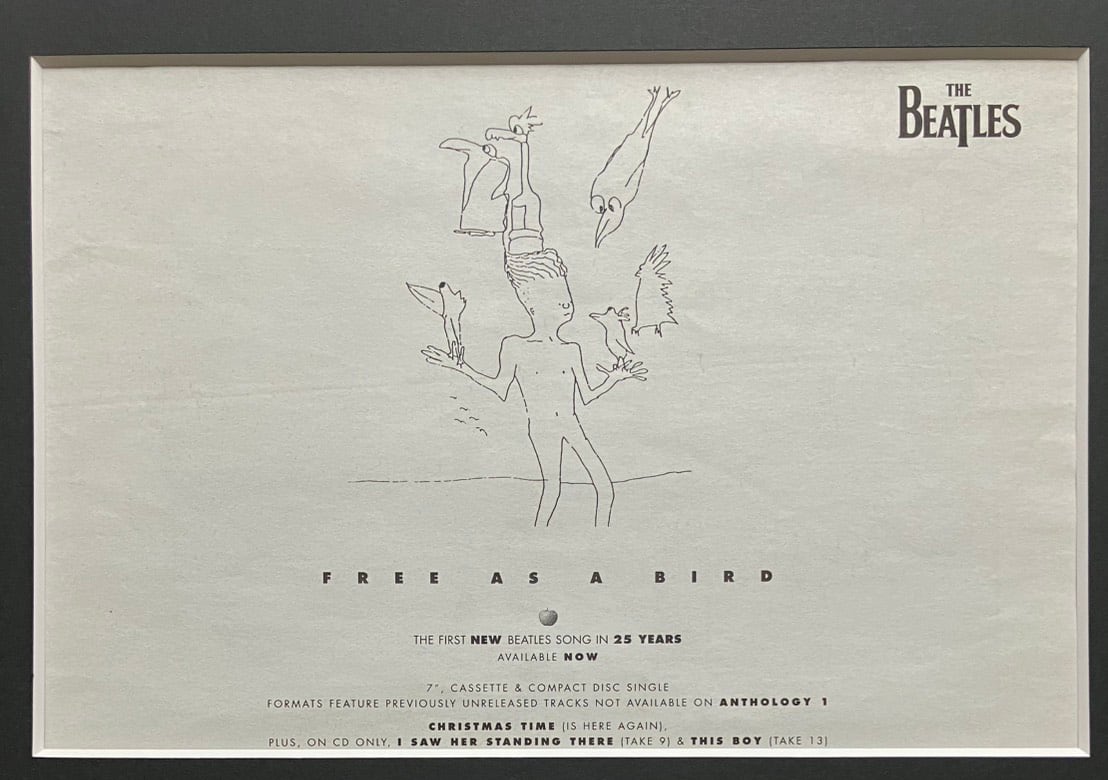 THE
BEATLES
FREE AS A BIRD
THE FIRST NEW BEATLES SONG IN 25 YEARS
AVAILABLE NOW
7", CASSETTE & COMPACT DISC SINGLE
FORMATS FEATURE PREVIOUSLY UNRELEASED TRACKS NOT AVAILABLE ON ANTHOLOGY 1
CHRISTMAS TIME (IS HERE AGAIN),
PLUS, ON CD ONLY, I SAW HER STANDING THERE (TAKE 9) & THIS BOY (TAKE 13)